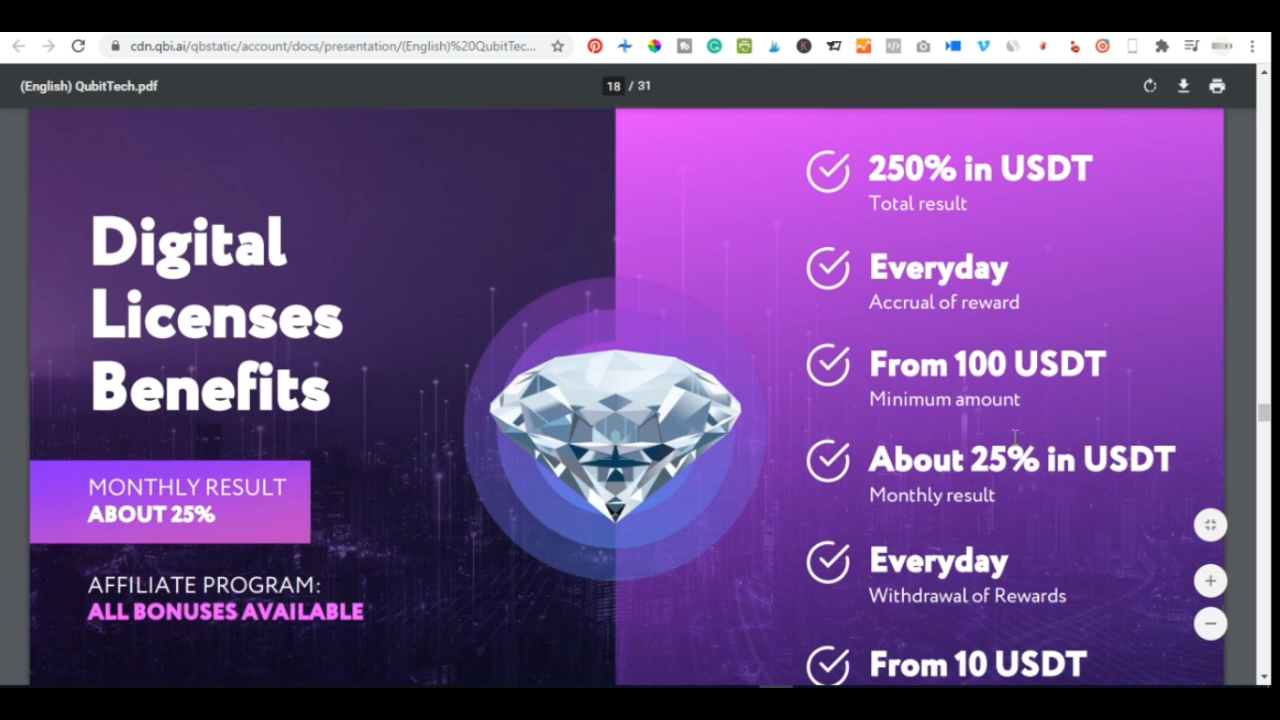 cdn.qbi.ai/qbstatic/account/docs/presentation/(English)%20QubitTec...
(English) QubitTech.pdf
18 / 31
Digital
Licenses
Benefits
MONTHLY RESULT
ABOUT 25%
AFFILIATE PROGRAM:
ALL BONUSES AVAILABLE
250% in USDT
Total result
Everyday
Accrual of reward
From 100 USDT
Minimum amount
About 25% in USDT
Monthly result
Everyday
Withdrawal of Rewards
From 10 USDT